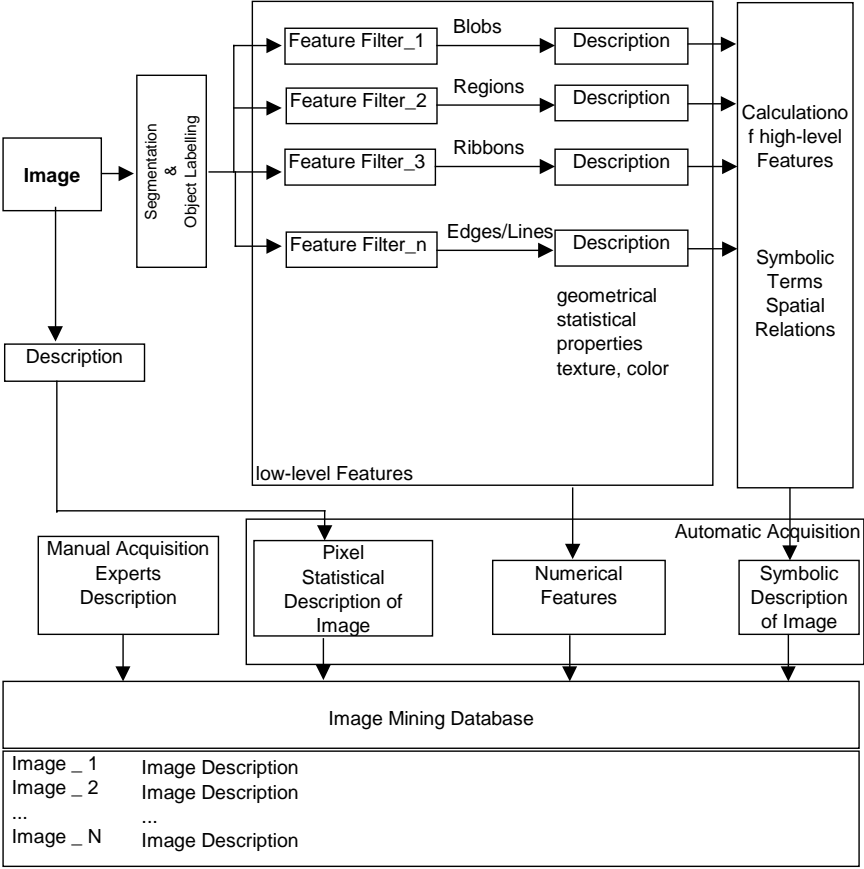 Feature Filter_1
Blobs
Description
Feature Filter_2
Regions
Description
Feature Filter_3
Ribbons
Description
Feature Filter_n
Edges/Lines
Description
geometrical
statistical
properties
texture, color
low-level Features
Image
Segmentation
&
Object Labelling
Calculationo
f high-level
Features
Symbolic
Terms
Spatial
Relations
Description
Automatic Acquisition
Manual Acquisition
Experts
Description
Pixel
Statistical
Description of
Image
Numerical
Features
Symbolic
Description
of Image
Image Mining Database
Image _ 1 Image Description
Image _ 2 Image Description
... ...
Image _ N Image Description